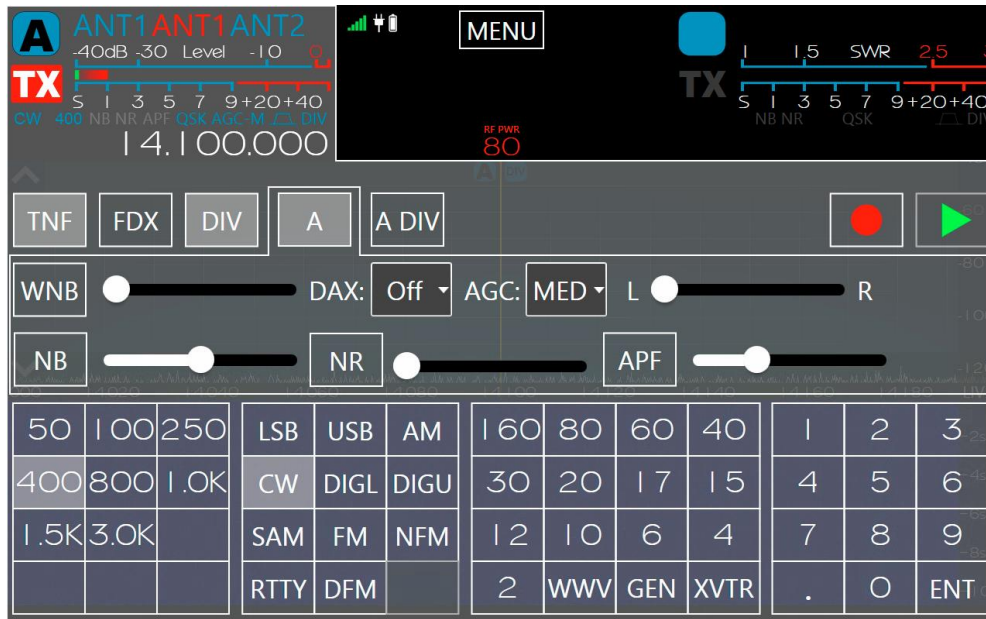 A ANT1 ANT1 ANT2
-40dB -30 Level -10 0
TX
S 1 3 5 7 9+20+40
CW 400 NB NR APF QSK AGC-M DIV
14.100.000
MENU
RF PWR
80
1 1.5 SWR 2.5
TX
S 1 3 5 7 9+20+40
NB NR QSK DI
A DIV
TNF FDX DIV A A DIV
WNB DAX: Off AGC: MED L R
NB NR APF
50 100 250 LSB USB AM 160 80 60 40 1 2 3
400 800 1.0K CW DIGL DIGU 30 20 17 15 4 5 6
1.5K 3.0K SAM FM NFM 12 10 6 4 7 8 9
RTTY DFM 2 WWV GEN XVTR . 0 ENT